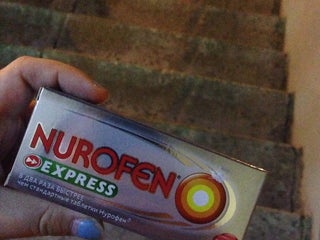 NUROFEN
EXPRESS
В ДВА РАЗА БЫСТРЕЕ
чем стандартные таблетки Нурофен